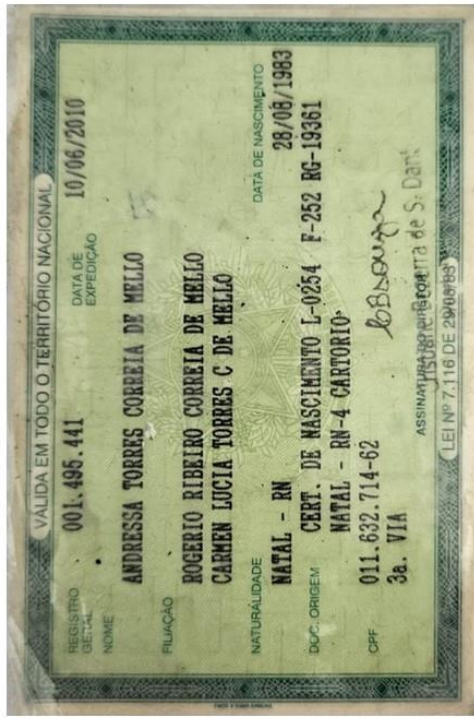 VÁLIDA EM TODO O TERRITÓRIO NACIONAL
REGISTRO GERAL 001.495.441 DATA DE EXPEDIÇÃO 10/06/2010
NOME ANDRESSA TORRES CORREIA DE MELLO
FILIAÇÃO ROGERIO RIBEIRO CORREIA DE MELLO
CARMEN LUCIA TORRES C DE MELLO
NATURALIDADE DATA DE NASCIMENTO
NATAL - RN 28/08/1983
DOC. ORIGEM CERT. DE NASCIMENTO L-0254 F-252 RG-19361
NATAL - RN-4 CARTORIO
CPF 011.632.714-62
3a. VIA
ASSINATURA DO DIRETOR
LEI Nº 7.116 DE 29/08/83